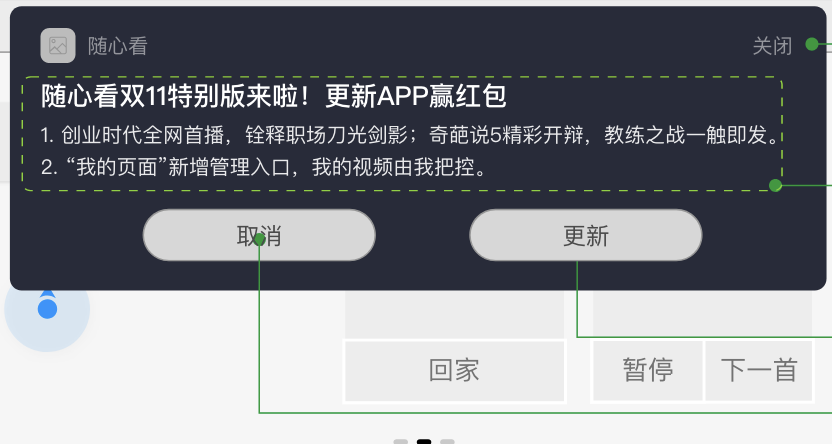 随心看
关闭
随心看双11特别版来啦！更新APP赢红包
1. 创业时代全网首播，铨释职场刀光剑影；奇葩说5精彩开辩，教练之战一触即发。
2. “我的页面”新增管理入口，我的视频由我把控。
取消
更新
回家
暂停
下一首